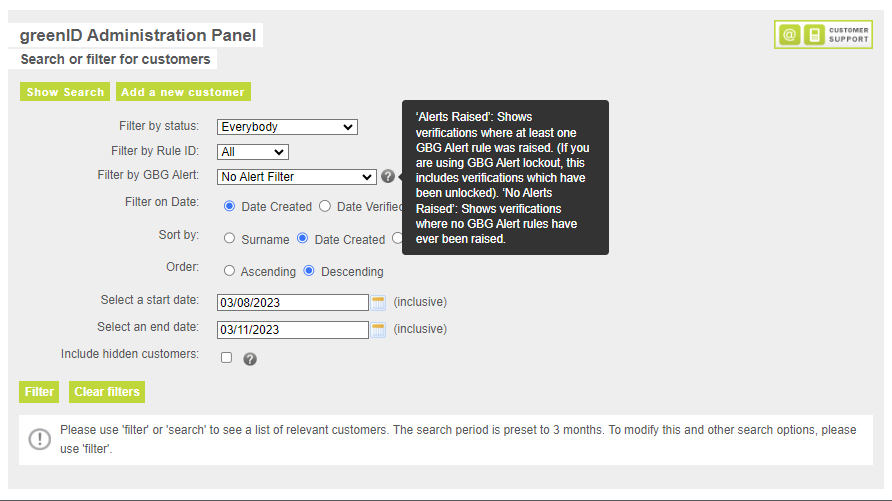 greenID Administration Panel
CUSTOMER
SUPPORT
Search or filter for customers
Show Search
Add a new customer
Filter by status: Everybody
Filter by Rule ID: All
Filter by GBG Alert: No Alert Filter ?
'Alerts Raised': Shows
verifications where at least one
GBG Alert rule was raised. (If you
are using GBG Alert lockout, this
includes verifications which have
been unlocked). 'No Alerts
Raised': Shows verifications
where no GBG Alert rules have
ever been raised.
Filter on Date: Date Created Date Verified
Sort by: Surname Date Created
Order: Ascending Descending
Select a start date: 03/08/2023 (inclusive)
Select an end date: 03/11/2023 (inclusive)
Include hidden customers: ?
Filter Clear filters
Please use 'filter' or 'search' to see a list of relevant customers. The search period is preset to 3 months. To modify this and other search options, please
use 'filter'.